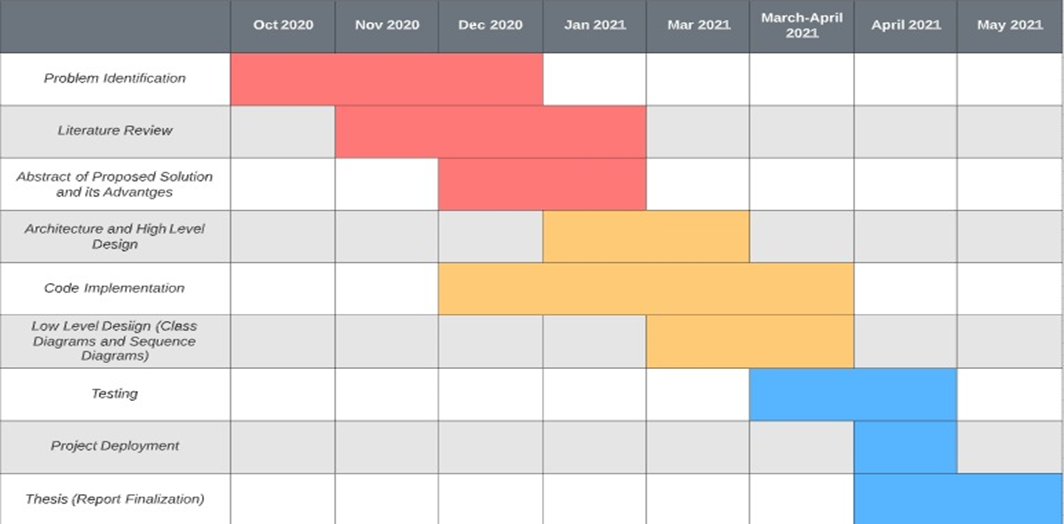 Oct 2020 Nov 2020 Dec 2020 Jan 2021 Mar 2021 March-April 2021 April 2021 May 2021
Problem Identification
Literature Review
Abstract of Proposed Solution
and its Advantges
Architecture and High Level
Design
Code Implementation
Low Level Desiign (Class
Diagrams and Sequence
Diagrams)
Testing
Project Deployment
Thesis (Report Finalization)